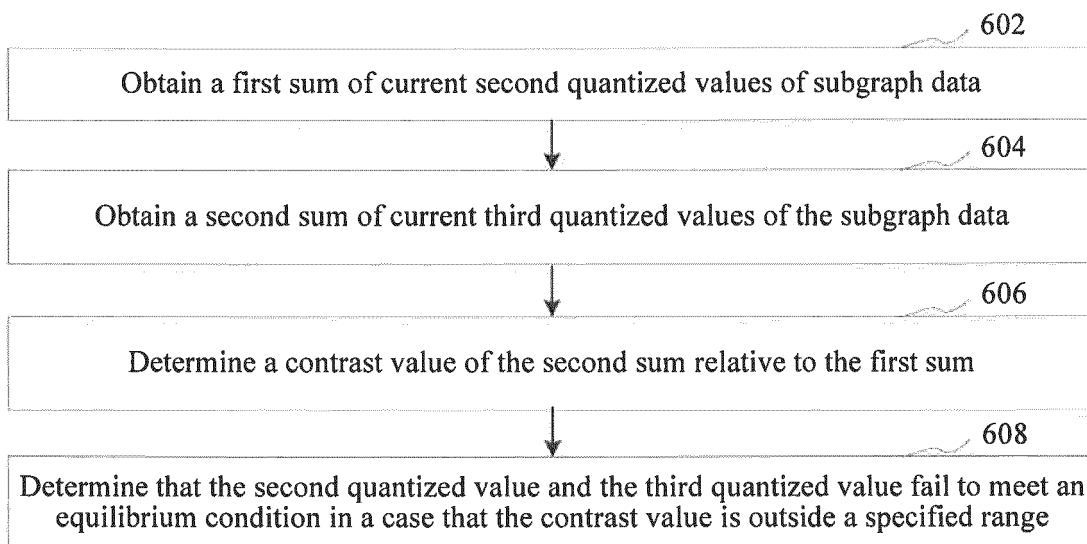 602
Obtain a first sum of current second quantized values of subgraph data
604
Obtain a second sum of current third quantized values of the subgraph data
606
Determine a contrast value of the second sum relative to the first sum
608
Determine that the second quantized value and the third quantized value fail to meet an
equilibrium condition in a case that the contrast value is outside a specified range